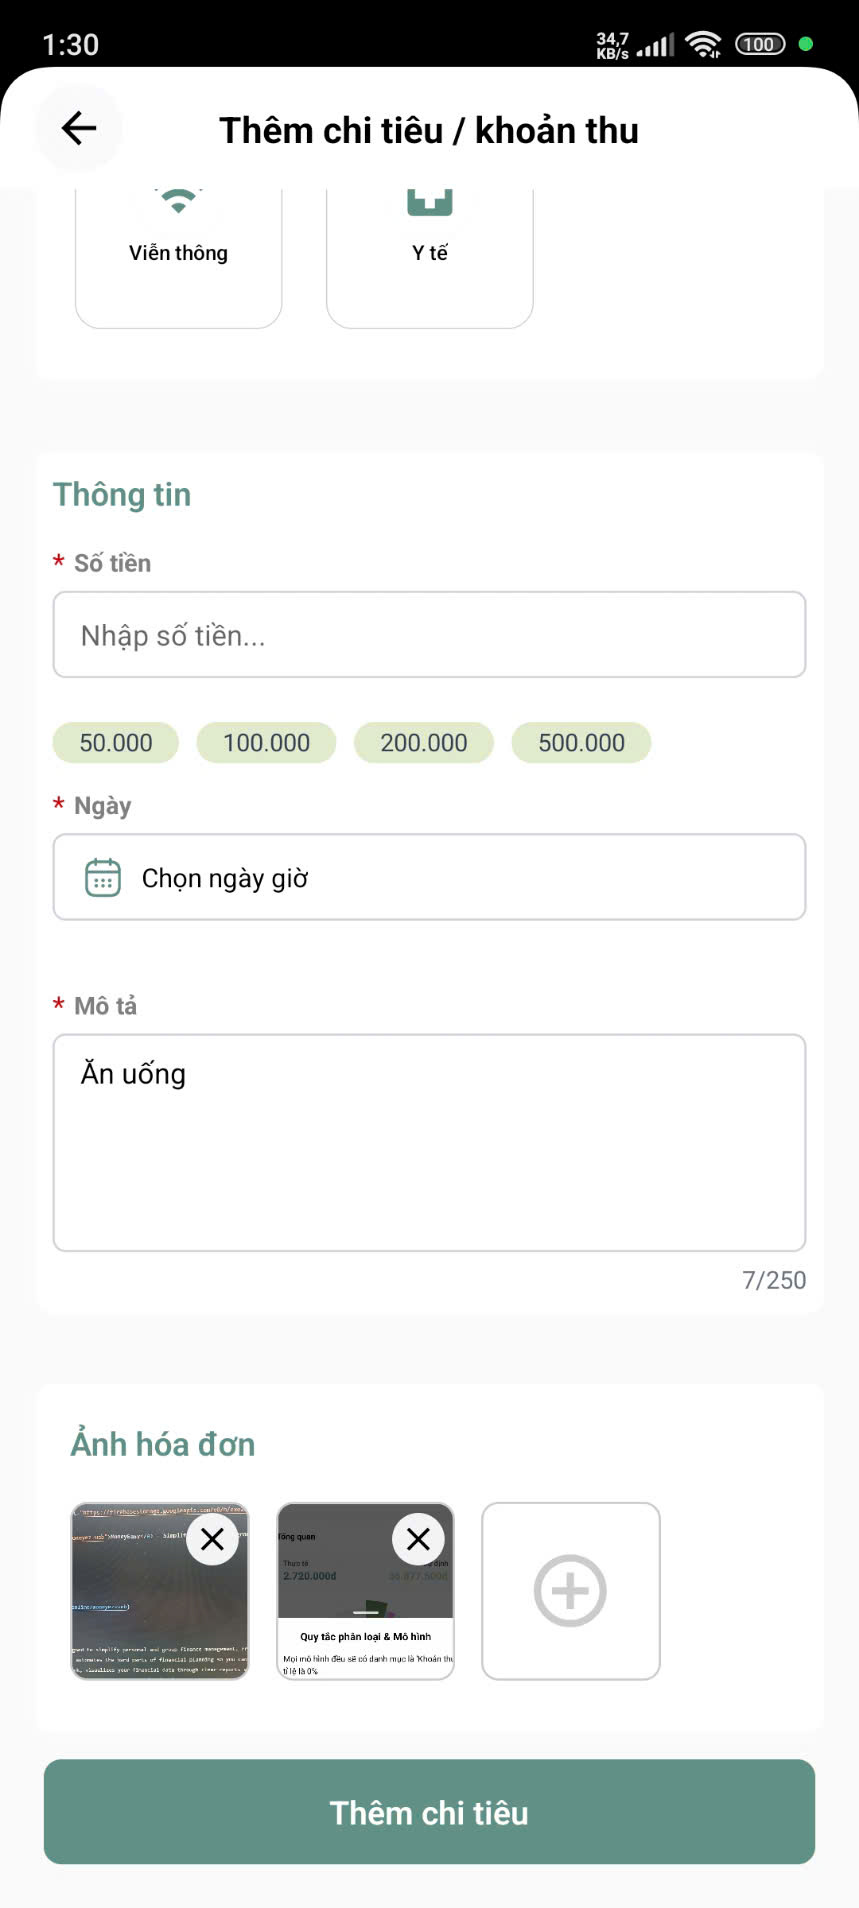 1:30
34,7
KB/s
100
Thêm chi tiêu / khoản thu
Viễn thông
Y tế
Thông tin
* Số tiền
Nhập số tiền...
50.000
100.000
200.000
500.000
* Ngày
Chọn ngày giờ
* Mô tả
Ăn uống
7/250
Ảnh hóa đơn
Tổng quan
Thực tế
2.720.000đ
Quy tắc phân loại & Mô hình
Mọi mô hình đều sẽ có danh mục là 'Khoản thu
tỉ lệ là 0%
Thêm chi tiêu